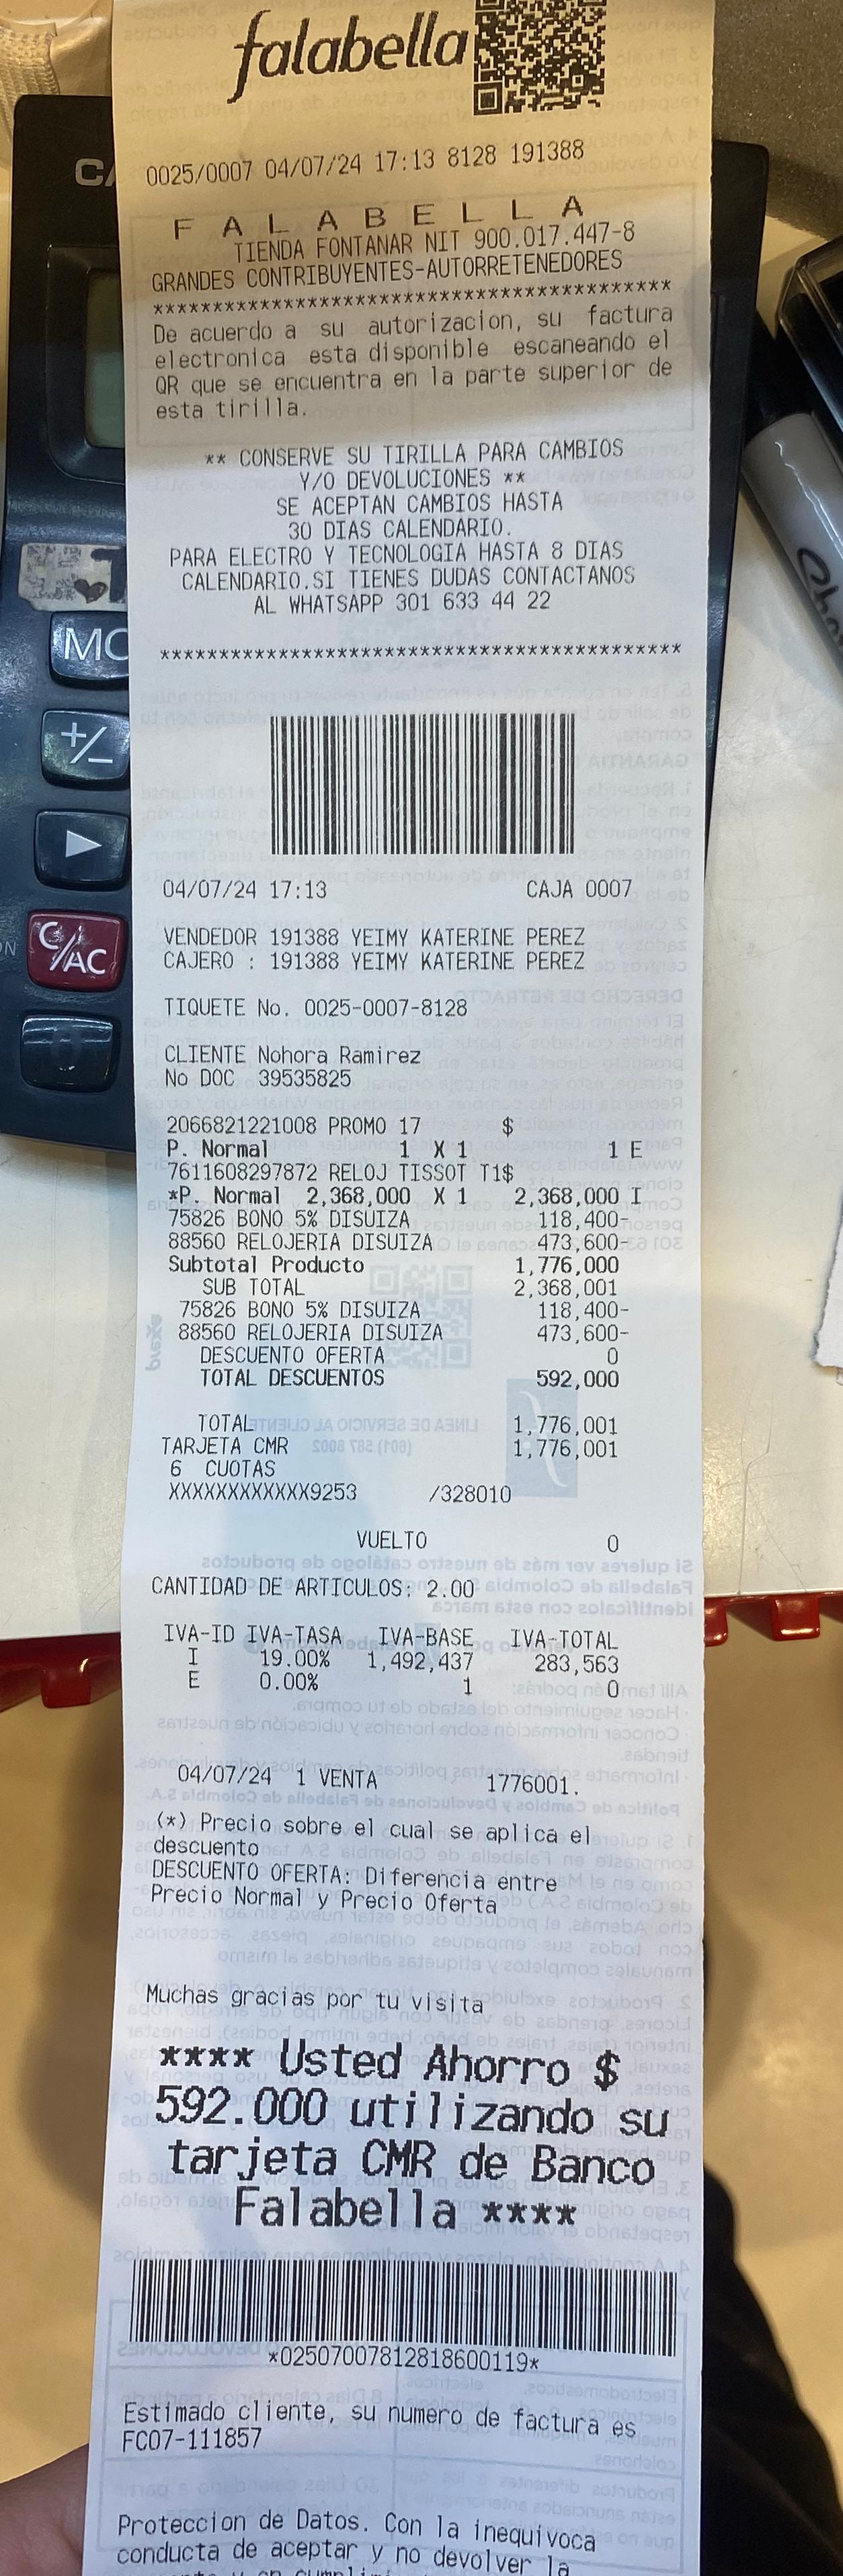 falabella
0025/0007 04/07/24 17:13 8128 191388
F A L A B E L L A
TIENDA FONTANAR NIT 900.017.447-8
GRANDES CONTRIBUYENTES-AUTORRETENEDORES
********************************************
De acuerdo a su autorizacion, su factura
electronica esta disponible escaneando el
QR que se encuentra en la parte superior de
esta tirilla.
** CONSERVE SU TIRILLA PARA CAMBIOS
Y/O DEVOLUCIONES **
SE ACEPTAN CAMBIOS HASTA
30 DIAS CALENDARIO.
PARA ELECTRO Y TECNOLOGIA HASTA 8 DIAS
CALENDARIO.SI TIENES DUDAS CONTACTANOS
AL WHATSAPP 301 633 44 22
********************************************
MC
+/-
C/AC
04/07/24 17:13 CAJA 0007
VENDEDOR 191388 YEIMY KATERINE PEREZ
CAJERO : 191388 YEIMY KATERINE PEREZ
TIQUETE No. 0025-0007-8128
CLIENTE Nohora Ramirez
No DOC 39535825
2066821221008 PROMO 17 $
P. Normal 1 X 1 1 E
7611608297872 RELOJ TISSOT T1$
*P. Normal 2,368,000 X 1 2,368,000 I
75826 BONO 5% DISUIZA 118,400-
88560 RELOJERIA DISUIZA 473,600-
Subtotal Producto 1,776,000
SUB TOTAL 2,368,001
75826 BONO 5% DISUIZA 118,400-
88560 RELOJERIA DISUIZA 473,600-
DESCUENTO OFERTA 0
TOTAL DESCUENTOS 592,000
TOTAL 1,776,001
TARJETA CMR 1,776,001
6 CUOTAS
XXXXXXXXXXXX9253 /328010
VUELTO 0
CANTIDAD DE ARTICULOS: 2.00
IVA-ID IVA-TASA IVA-BASE IVA-TOTAL
I 19.00% 1,492,437 283,563
E 0.00% 1 0
04/07/24 1 VENTA 1776001.
(*) Precio sobre el cual se aplica el
descuento
DESCUENTO OFERTA: Diferencia entre
Precio Normal y Precio Oferta
Muchas gracias por tu visita
**** Usted Ahorro $
592.000 utilizando su
tarjeta CMR de Banco
Falabella ****
*02507007812818600119*
Estimado cliente, su numero de factura es
FC07-111857
Proteccion de Datos. Con la inequivoca
conducta de aceptar y no devolver la